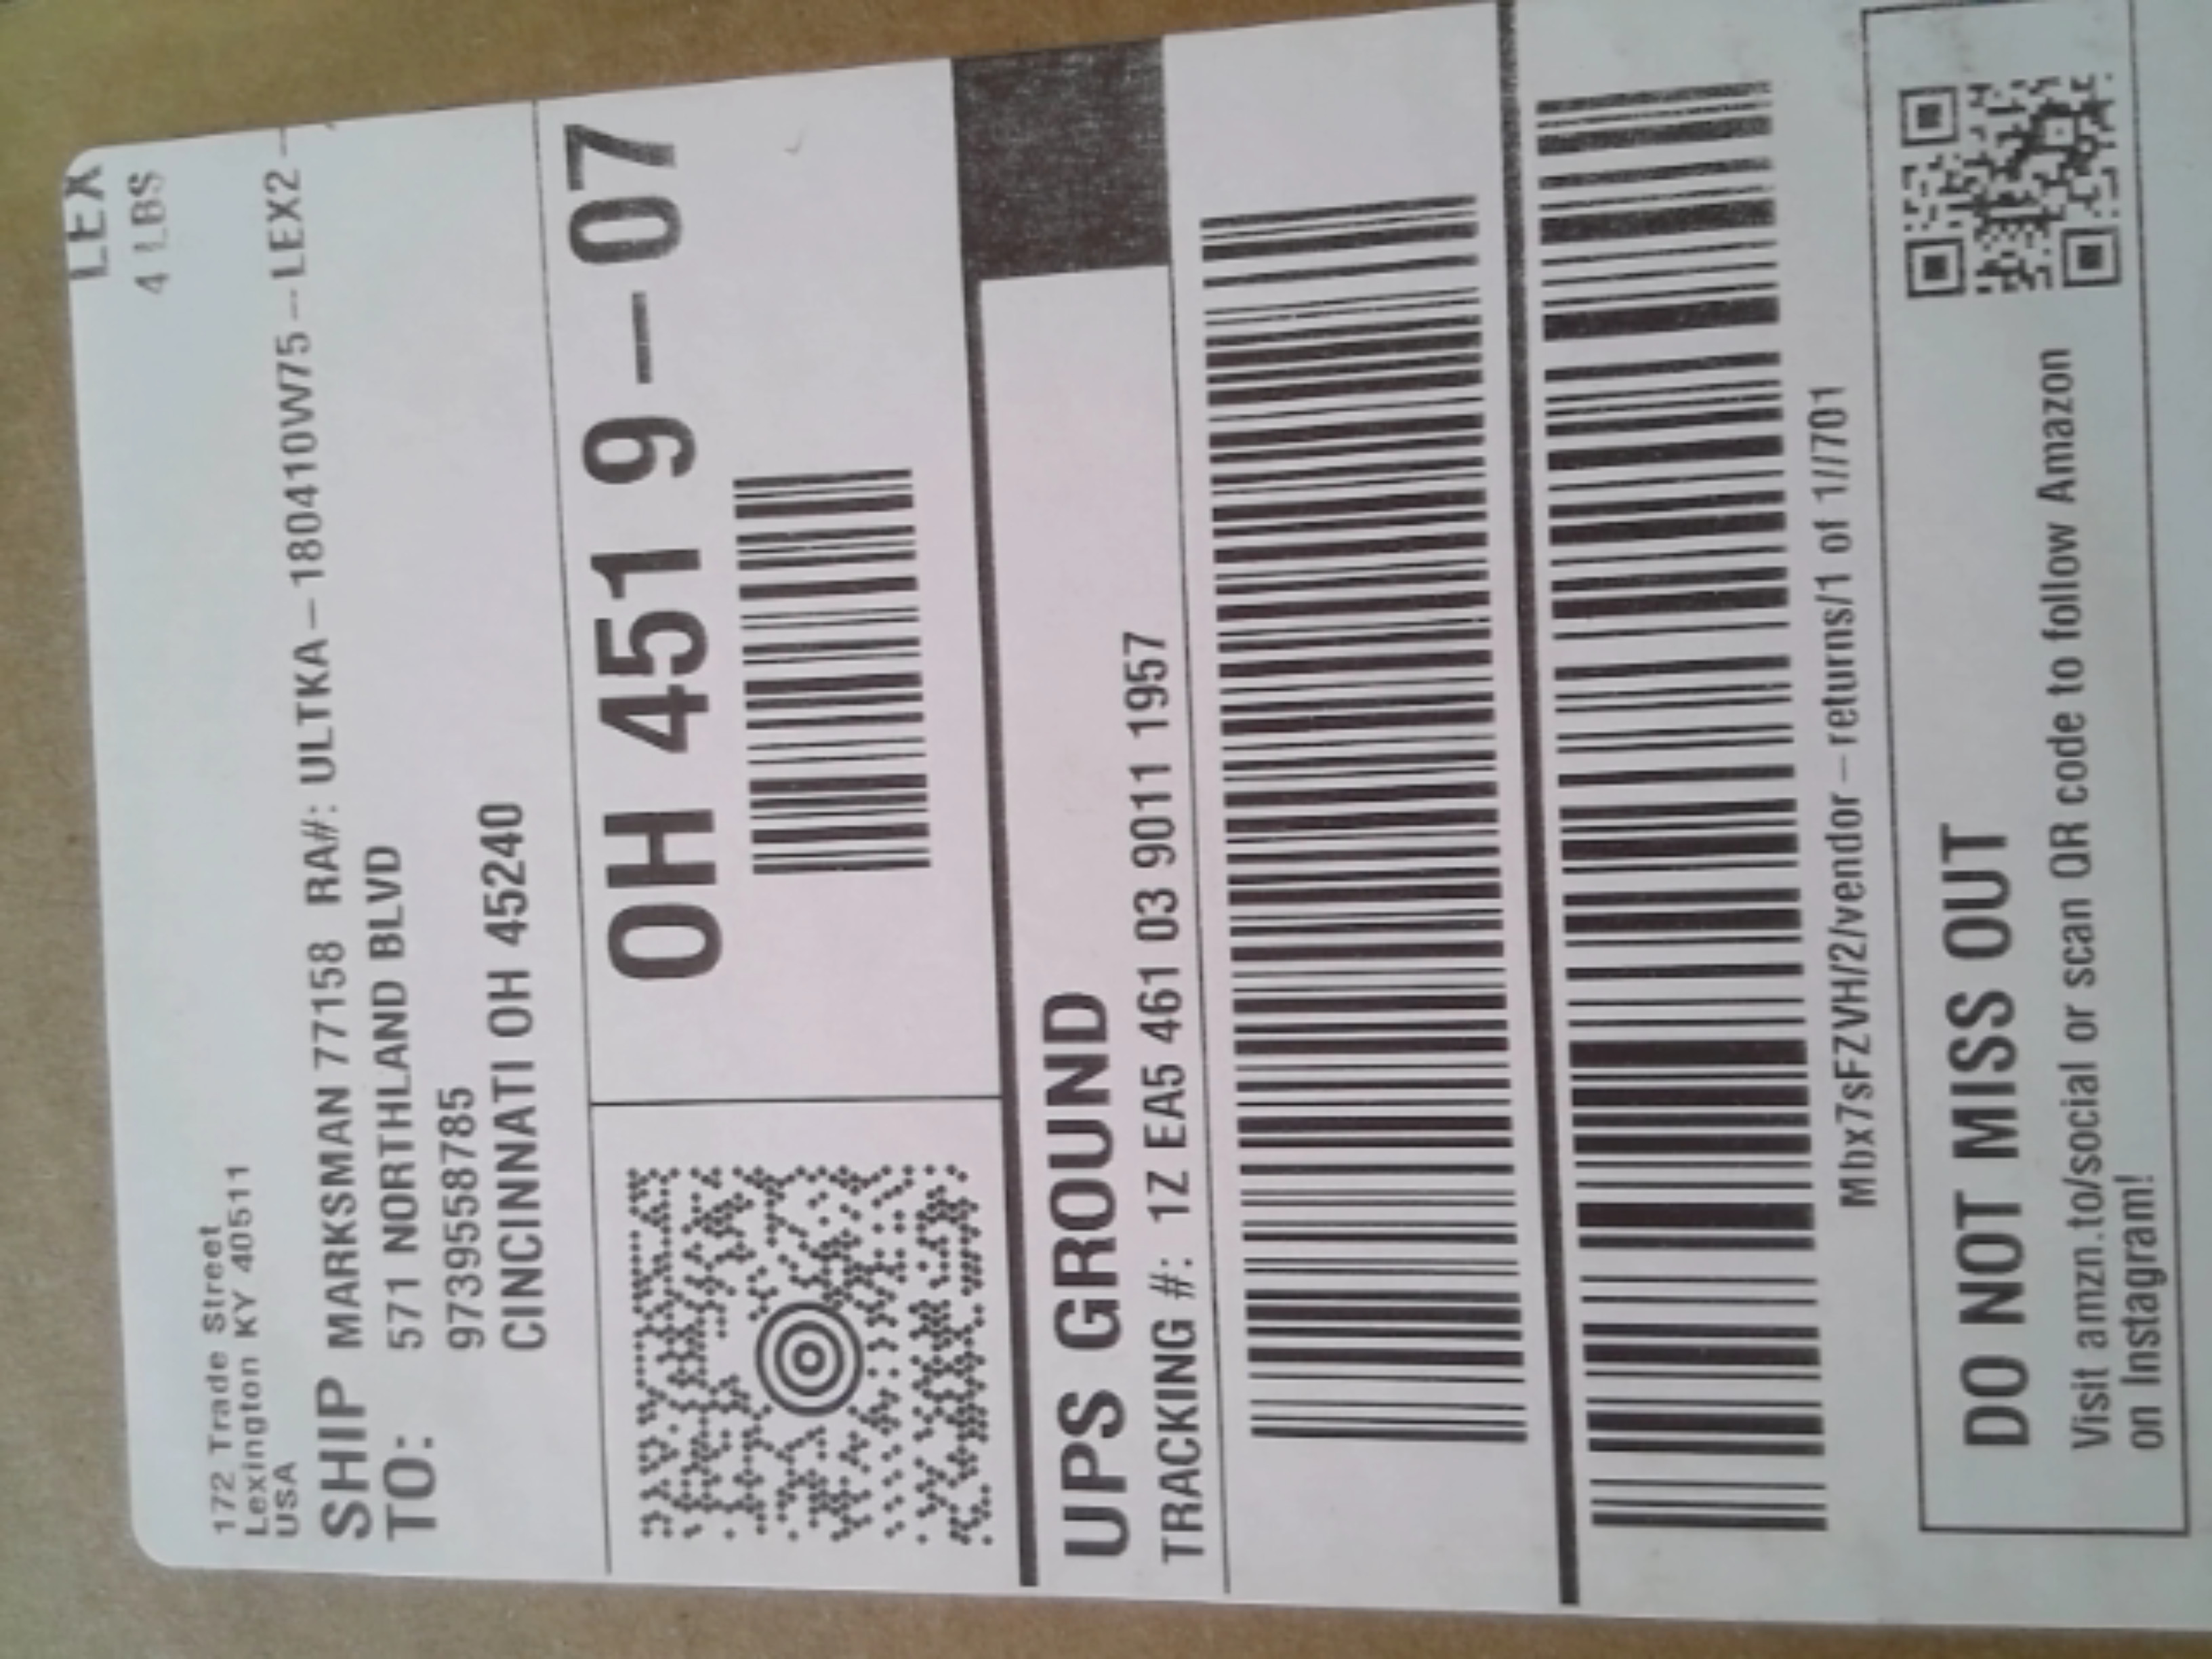 LEX
4 LBS
172 Trade Street
Lexington KY 40511
USA
SHIP TO:
MARKSMAN 77158 RA#: ULTKA-180410W75-LEX2-
571 NORTHLAND BLVD
9739558785
CINCINNATI OH 45240
OH 451 9-07
UPS GROUND
TRACKING #: 1Z EA5 461 03 9011 1957
Mbx7sFZVH/2/vendor-returns/1 of 1//701
DO NOT MISS OUT
Visit amzn.to/social or scan QR code to follow Amazon
on Instagram!